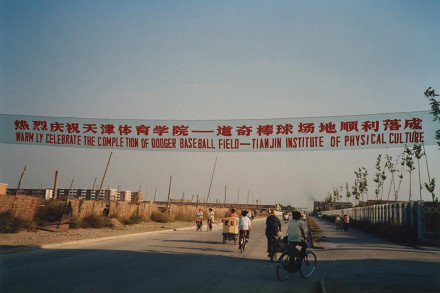 热烈庆祝天津体育学院—道奇棒球场地顺利落成
WARMLY CELEBRATE THE COMPLETION OF DODGER BASEBALL FIELD—TIANJIN INSTITUTE OF PHYSICAL CULTURE